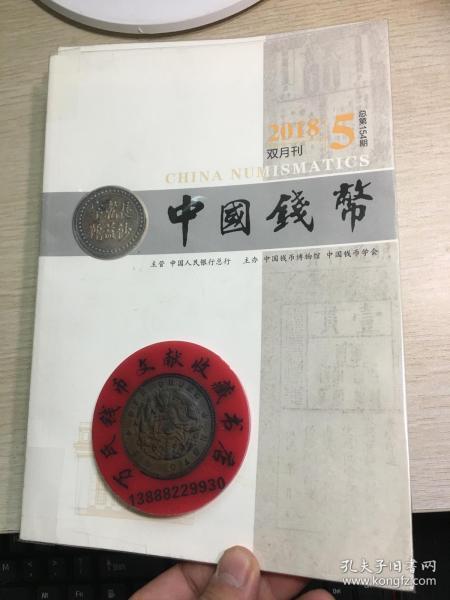 2018 5
双月刊
总第154期
CHINA NUMISMATICS
中國錢幣
主管 中国人民银行总行 主办 中国钱币博物馆 中国钱币学会
万氏钱币文献收藏书店
13888229930
孔夫子旧书网
www.kongfz.com